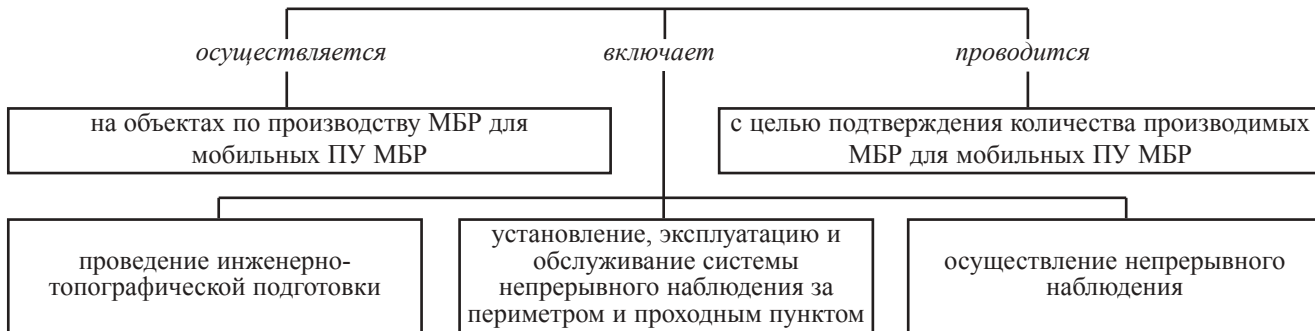 осуществляется
включает
проводится
на объектах по производству МБР для
мобильных ПУ МБР
с целью подтверждения количества производимых
МБР для мобильных ПУ МБР
проведение инженерно-
топографической подготовки
установление, эксплуатацию и
обслуживание системы
непрерывного наблюдения за
периметром и проходным пунктом
осуществление непрерывного
наблюдения